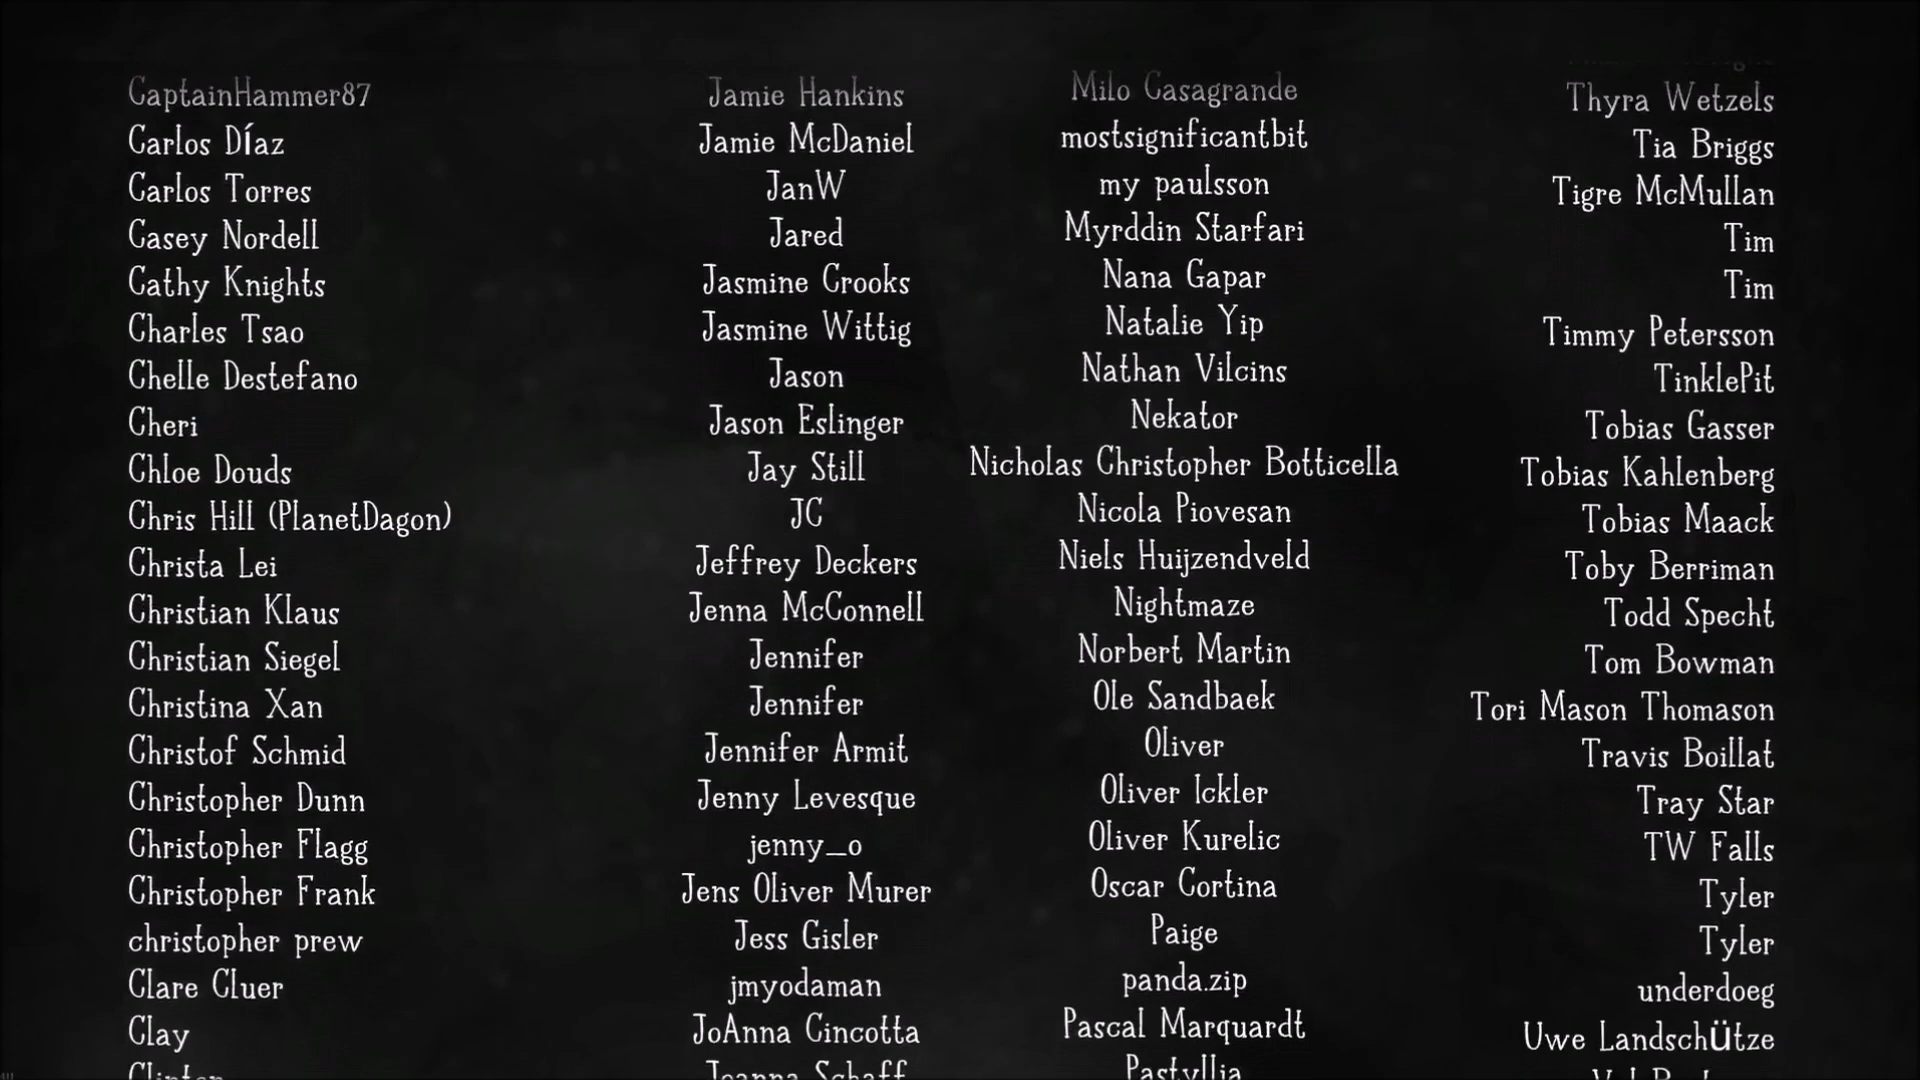 CaptainHammer87
Carlos Díaz
Carlos Torres
Casey Nordell
Cathy Knights
Charles Tsao
Chelle Destefano
Cheri
Chloe Douds
Chris Hill (PlanetDagon)
Christa Lei
Christian Klaus
Christian Siegel
Christina Xan
Christof Schmid
Christopher Dunn
Christopher Flagg
Christopher Frank
christopher prew
Clare Cluer
Clay
Clinton
Jamie Hankins
Jamie McDaniel
JanW
Jared
Jasmine Crooks
Jasmine Wittig
Jason
Jason Eslinger
Jay Still
JC
Jeffrey Deckers
Jenna McConnell
Jennifer
Jennifer
Jennifer Armit
Jenny Levesque
jenny_o
Jens Oliver Murer
Jess Gisler
jmyodaman
JoAnna Cincotta
Joanna Schaff
Milo Casagrande
mostsignificantbit
my paulsson
Myrddin Starfari
Nana Gapar
Natalie Yip
Nathan Vilcins
Nekator
Nicholas Christopher Botticella
Nicola Piovesan
Niels Huijzendveld
Nightmaze
Norbert Martin
Ole Sandbaek
Oliver
Oliver Ickler
Oliver Kurelic
Oscar Cortina
Paige
panda.zip
Pascal Marquardt
Pastyllia
Thyra Wetzels
Tia Briggs
Tigre McMullan
Tim
Tim
Timmy Petersson
TinklePit
Tobias Gasser
Tobias Kahlenberg
Tobias Maack
Toby Berriman
Todd Specht
Tom Bowman
Tori Mason Thomason
Travis Boillat
Tray Star
TW Falls
Tyler
Tyler
underdoeg
Uwe Landschütze